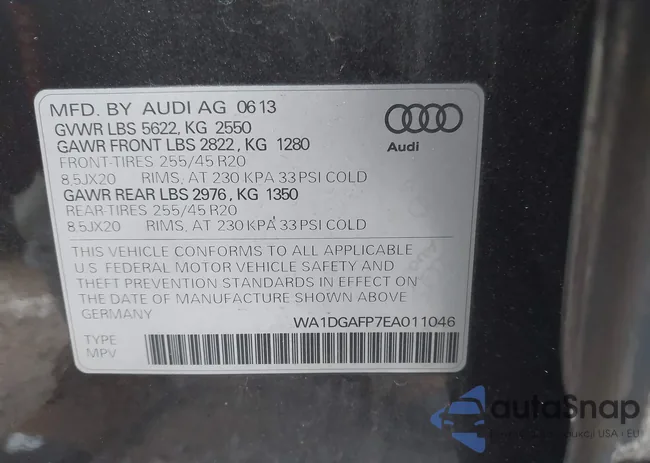 MFD. BY AUDI AG 06 13
GVWR LBS 5622, KG 2550
GAWR FRONT LBS 2822, KG 1280
FRONT-TIRES 255/45 R20
8,5JX20 RIMS, AT 230 KPA 33 PSI COLD
GAWR REAR LBS 2976, KG 1350
REAR-TIRES 255/45 R20
8.5JX20 RIMS, AT 230 KPA, 33 PSI COLD
Audi
THIS VEHICLE CONFORMS TO ALL APPLICABLE
U.S. FEDERAL MOTOR VEHICLE SAFETY AND
THEFT PREVENTION STANDARDS IN EFFECT ON
THE DATE OF MANUFACTURE SHOWN ABOVE
GERMANY
WA1DGAFP7EA011046
TYPE
MPV
autoSnap
USA - EU